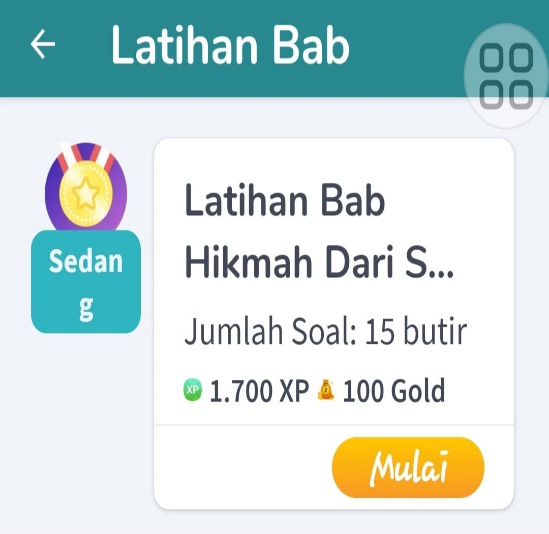 Latihan Bab
Sedan
g
Latihan Bab
Hikmah Dari S...
Jumlah Soal: 15 butir
XP 1.700 XP 100 Gold
Mulai